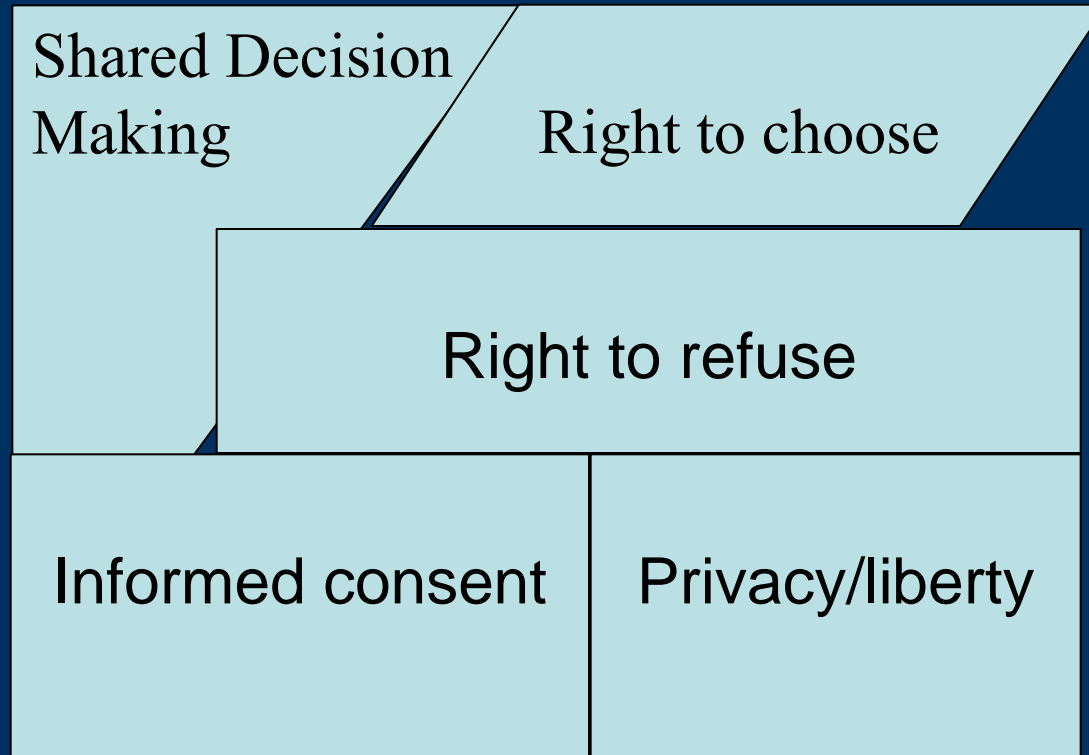 Shared Decision
Making
Right to choose
Right to refuse
Informed consent
Privacy/liberty